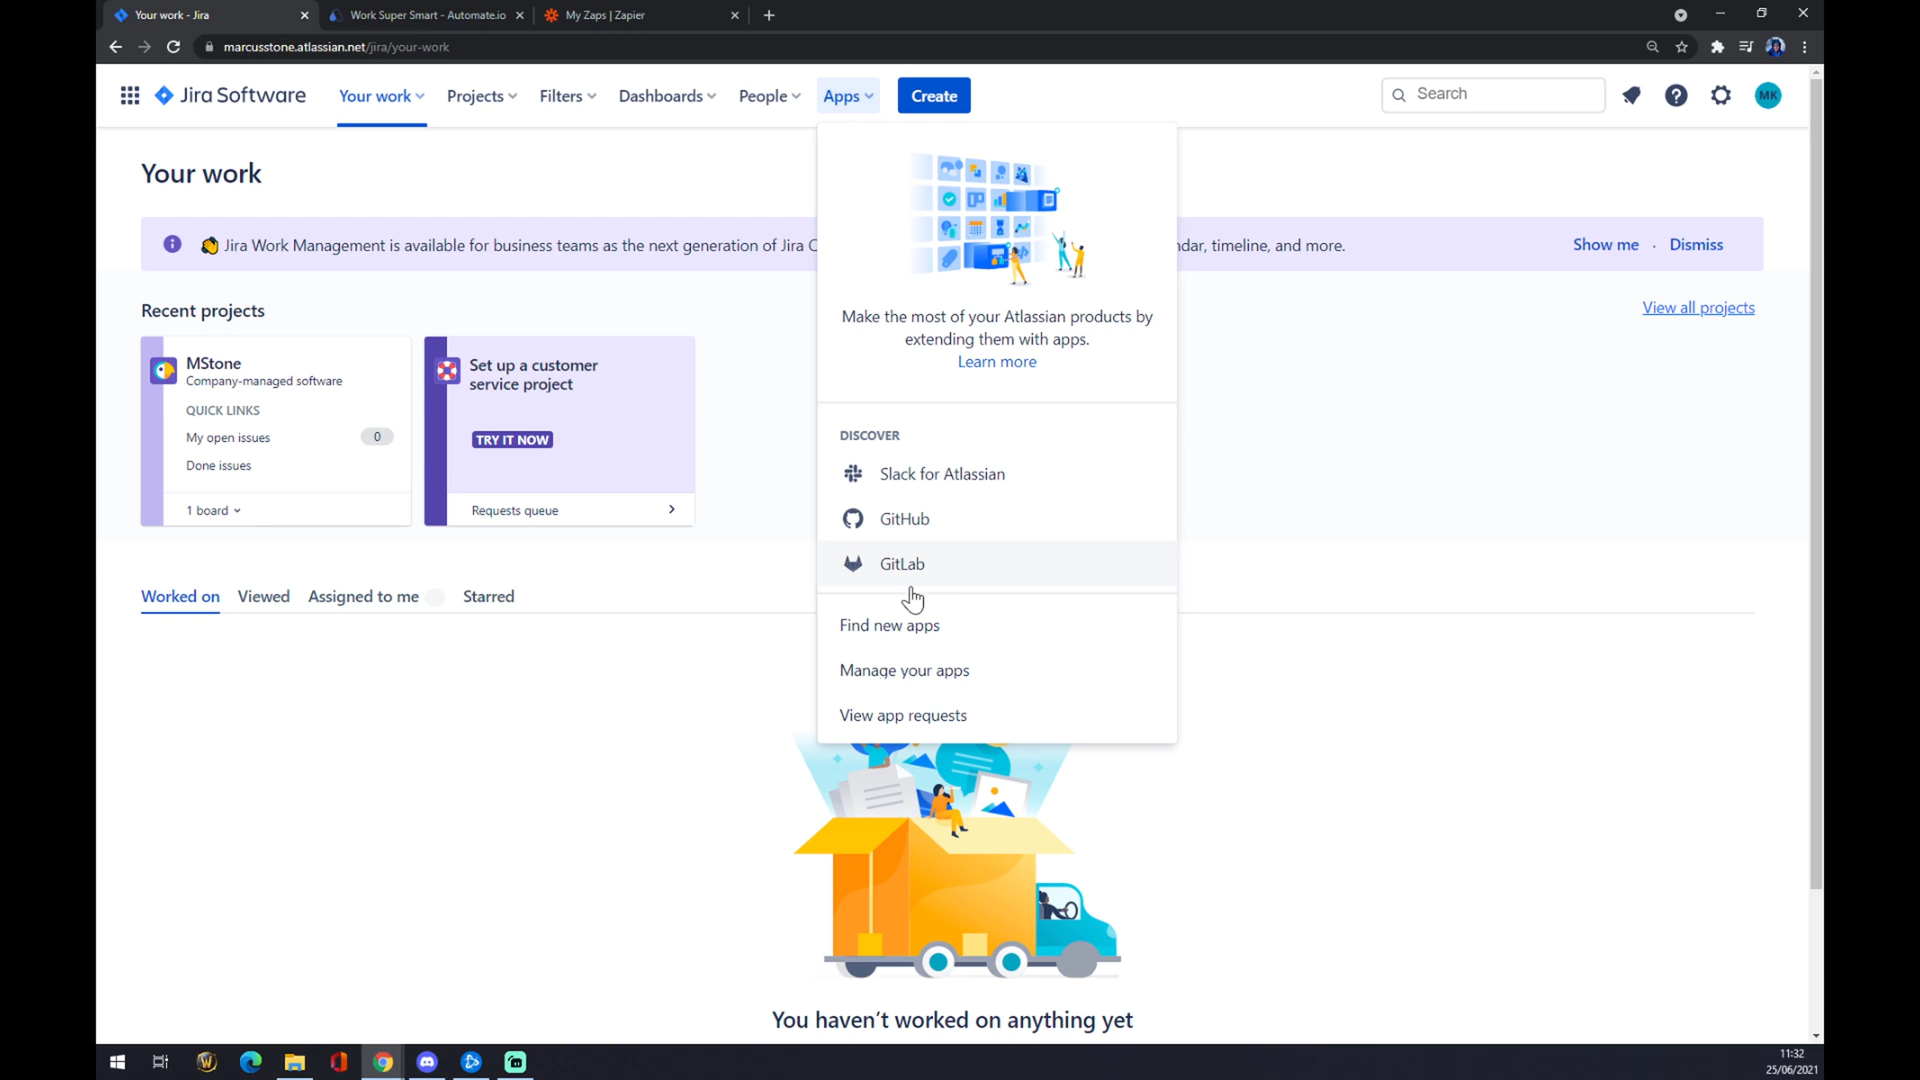 Your work - Jira
Work Super Smart - Automate.io
My Zaps | Zapier
marcusstone.atlassian.net/jira/your-work
Jira Software
Your work
Projects
Filters
Dashboards
People
Apps
Create
Search
MK
Your work
Jira Work Management is available for business teams as the next generation of Jira C
ndar, timeline, and more.
Show me · Dismiss
Recent projects
View all projects
MStone
Company-managed software
QUICK LINKS
My open issues
0
Done issues
1 board
Set up a customer
service project
TRY IT NOW
Requests queue
Make the most of your Atlassian products by
extending them with apps.
Learn more
DISCOVER
Slack for Atlassian
GitHub
GitLab
Find new apps
Manage your apps
View app requests
Worked on
Viewed
Assigned to me
Starred
You haven't worked on anything yet
11:32
25/06/2021